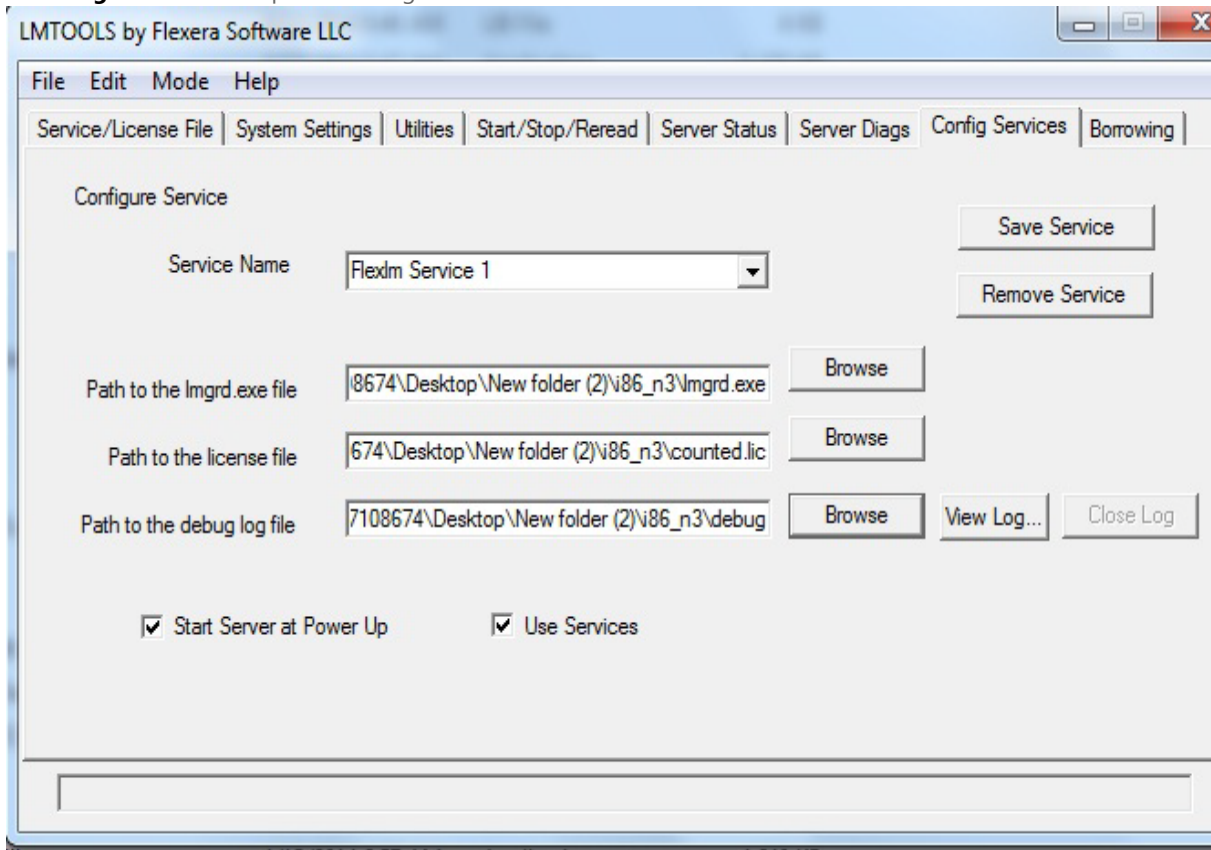 LMTOOLS by Flexera Software LLC
File Edit Mode Help
Service/License File System Settings Utilities Start/Stop/Reread Server Status Server Diags Config Services Borrowing
Configure Service
Save Service
Service Name Flexlm Service 1
Remove Service
Path to the lmgrd.exe file 8674\Desktop\New folder (2)\i86_n3\lmgrd.exe Browse
Path to the license file 674\Desktop\New folder (2)\i86_n3\counted.lic Browse
Path to the debug log file 7108674\Desktop\New folder (2)\i86_n3\debug Browse View Log... Close Log
Start Server at Power Up Use Services